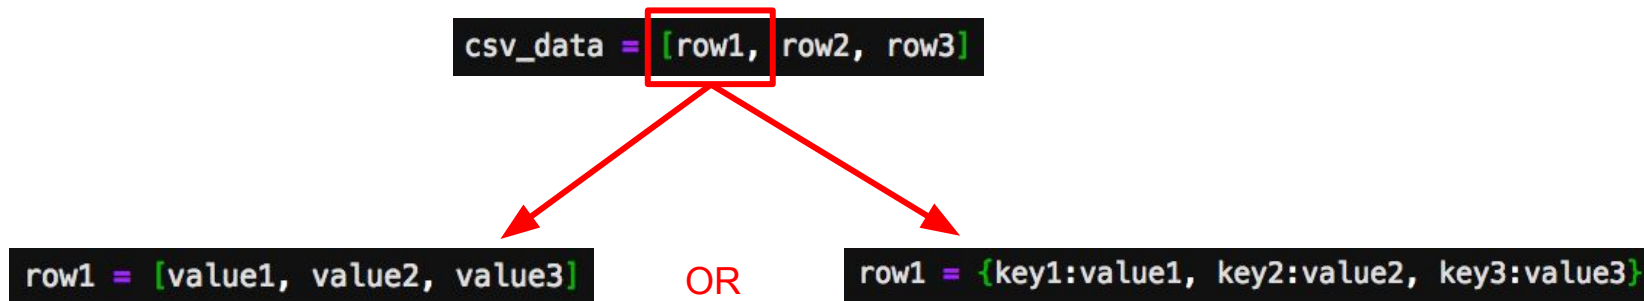 csv_data = [row1, row2, row3]
row1 = [value1, value2, value3]
OR
row1 = {key1:value1, key2:value2, key3:value3}